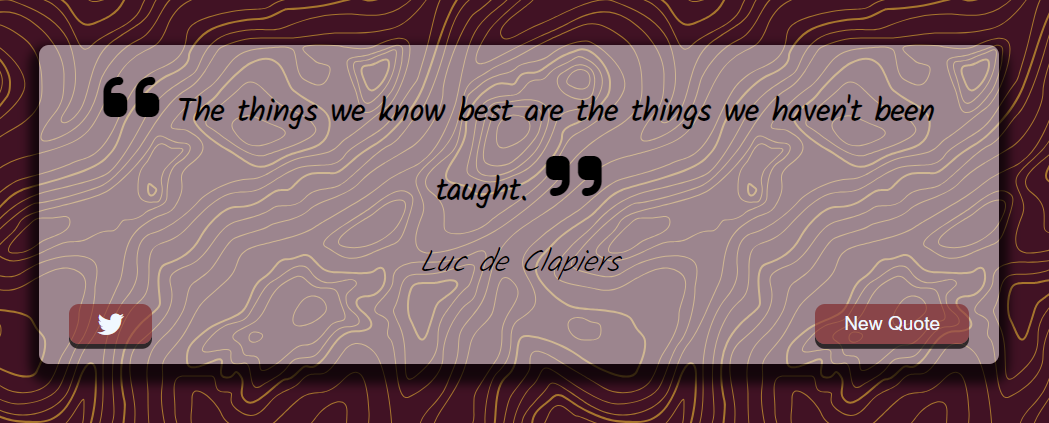 ❝ The things we know best are the things we haven't been
taught. ❞
Luc de Clapiers
New Quote